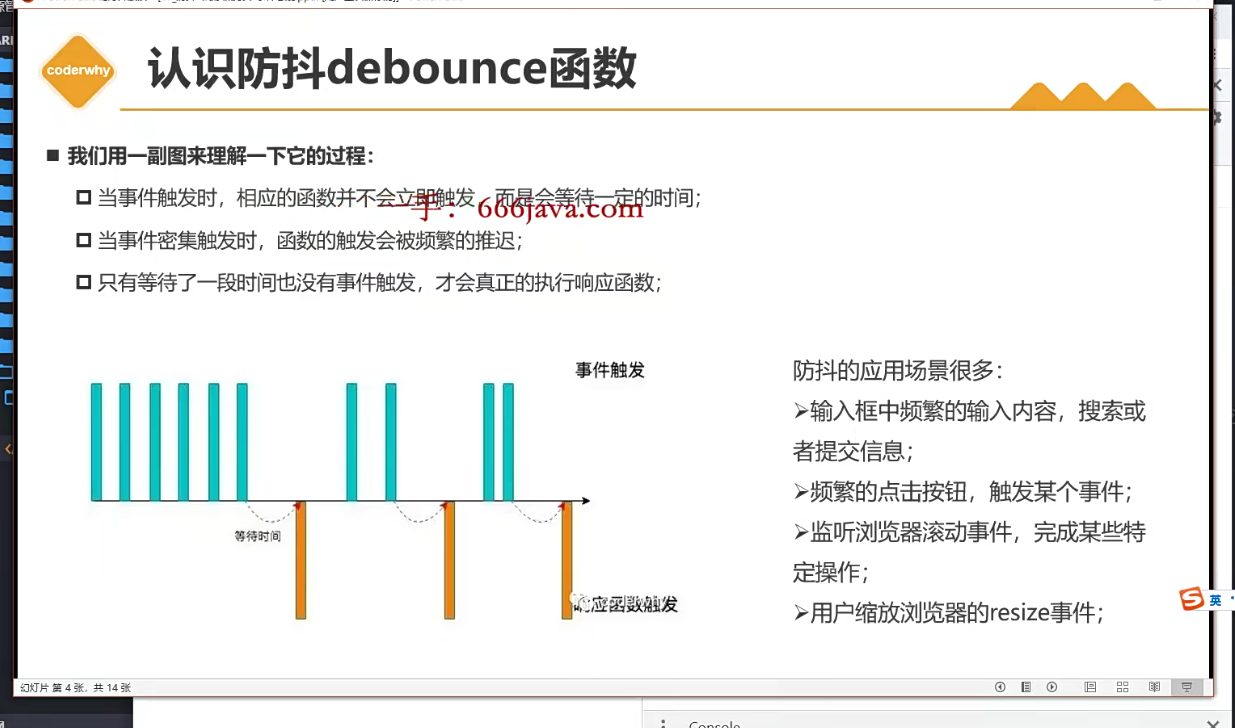 coderwhy
认识防抖debounce函数
■ 我们用一副图来理解一下它的过程：
当事件触发时，相应的函数并不会立即触发，而是会等待一定的时间；
一手：666java.com
当事件密集触发时，函数的触发会被频繁的推迟；
只有等待了一段时间也没有事件触发，才会真正的执行响应函数；
事件触发
等待时间
响应函数触发
防抖的应用场景很多：
➢输入框中频繁的输入内容，搜索或
者提交信息；
➢频繁的点击按钮，触发某个事件；
➢监听浏览器滚动事件，完成某些特
定操作；
➢用户缩放浏览器的resize事件；
英
幻灯片 第 4 张，共 14 张
Console